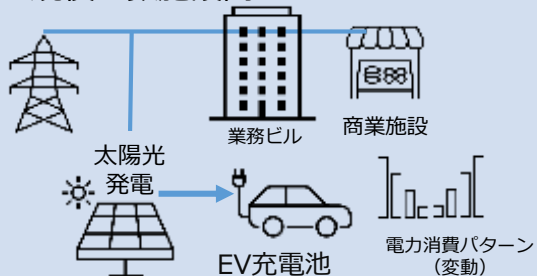 業務ビル
商業施設
太陽光
発電
EV充電池
電力消費パターン
（変動）